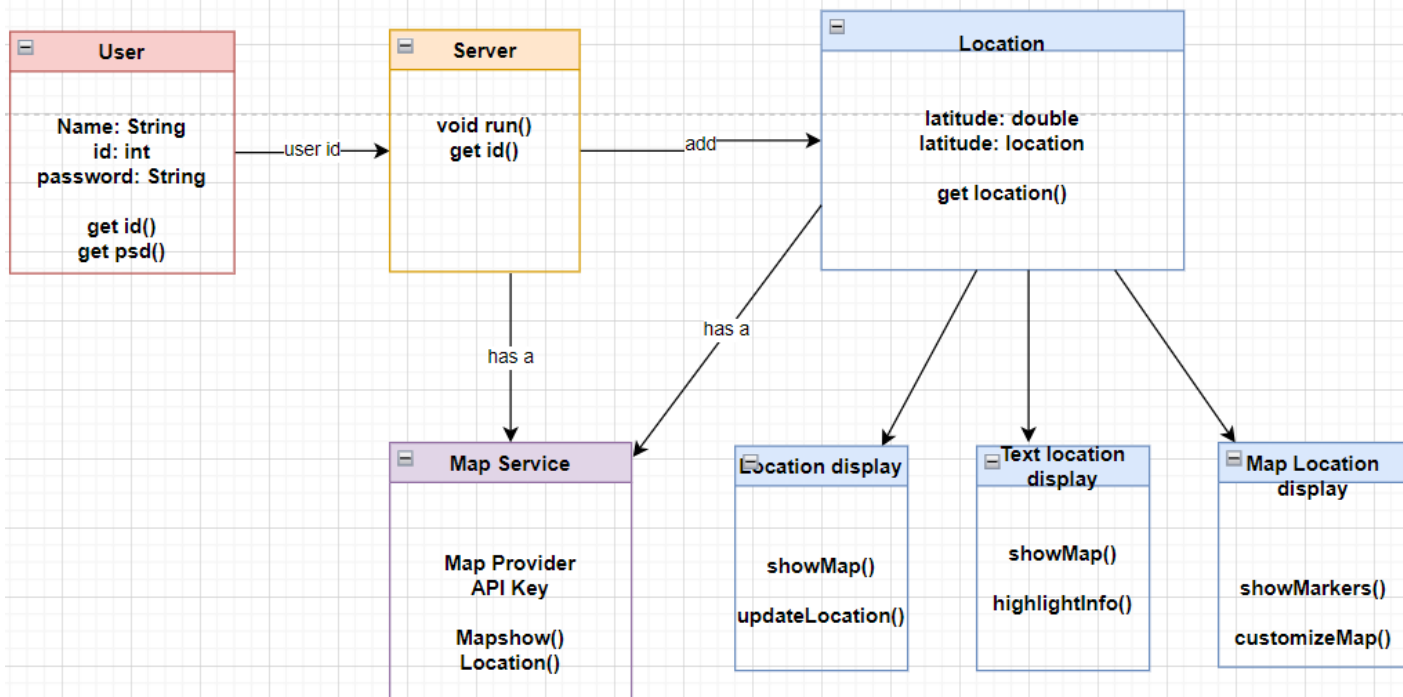 User
Name: String
id: int
password: String
get id()
get psd()
user id
Server
void run()
get id()
add
Location
latitude: double
latitude: location
get location()
has a
has a
Map Service
Map Provider
API Key
Mapshow()
Location()
Location display
showMap()
updateLocation()
Text location
display
showMap()
highlightInfo()
Map Location
display
showMarkers()
customizeMap()